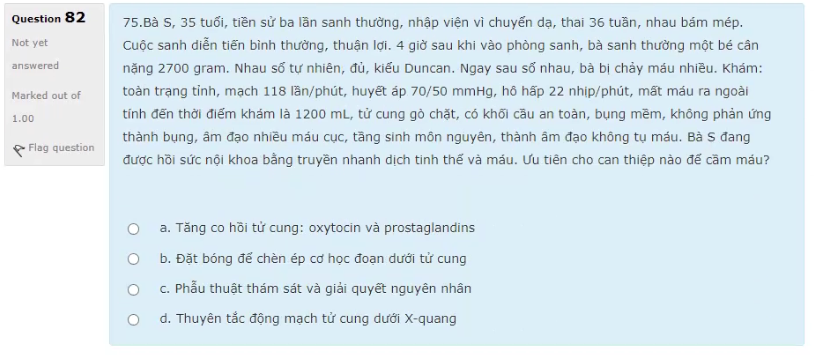 Question 82
Not yet
answered
Marked out of
1.00
Flag question
75.Bà S, 35 tuổi, tiền sử ba lần sanh thường, nhập viện vì chuyển dạ, thai 36 tuần, nhau bám mép.
Cuộc sanh diễn tiến bình thường, thuận lợi. 4 giờ sau khi vào phòng sanh, bà sanh thường một bé cân
nặng 2700 gram. Nhau sổ tự nhiên, đủ, kiểu Duncan. Ngay sau sổ nhau, bà bị chảy máu nhiều. Khám:
toàn trạng tỉnh, mạch 118 lần/phút, huyết áp 70/50 mmHg, hô hấp 22 nhịp/phút, mất máu ra ngoài
tính đến thời điểm khám là 1200 mL, tử cung gò chặt, có khối cầu an toàn, bụng mềm, không phản ứng
thành bụng, âm đạo nhiều máu cục, tầng sinh môn nguyên, thành âm đạo không tụ máu. Bà S đang
được hồi sức nội khoa bằng truyền nhanh dịch tinh thể và máu. Ưu tiên cho can thiệp nào để cầm máu?
a. Tăng co hồi tử cung: oxytocin và prostaglandins
b. Đặt bóng để chèn ép cơ học đoạn dưới tử cung
c. Phẫu thuật thám sát và giải quyết nguyên nhân
d. Thuyên tắc động mạch tử cung dưới X-quang